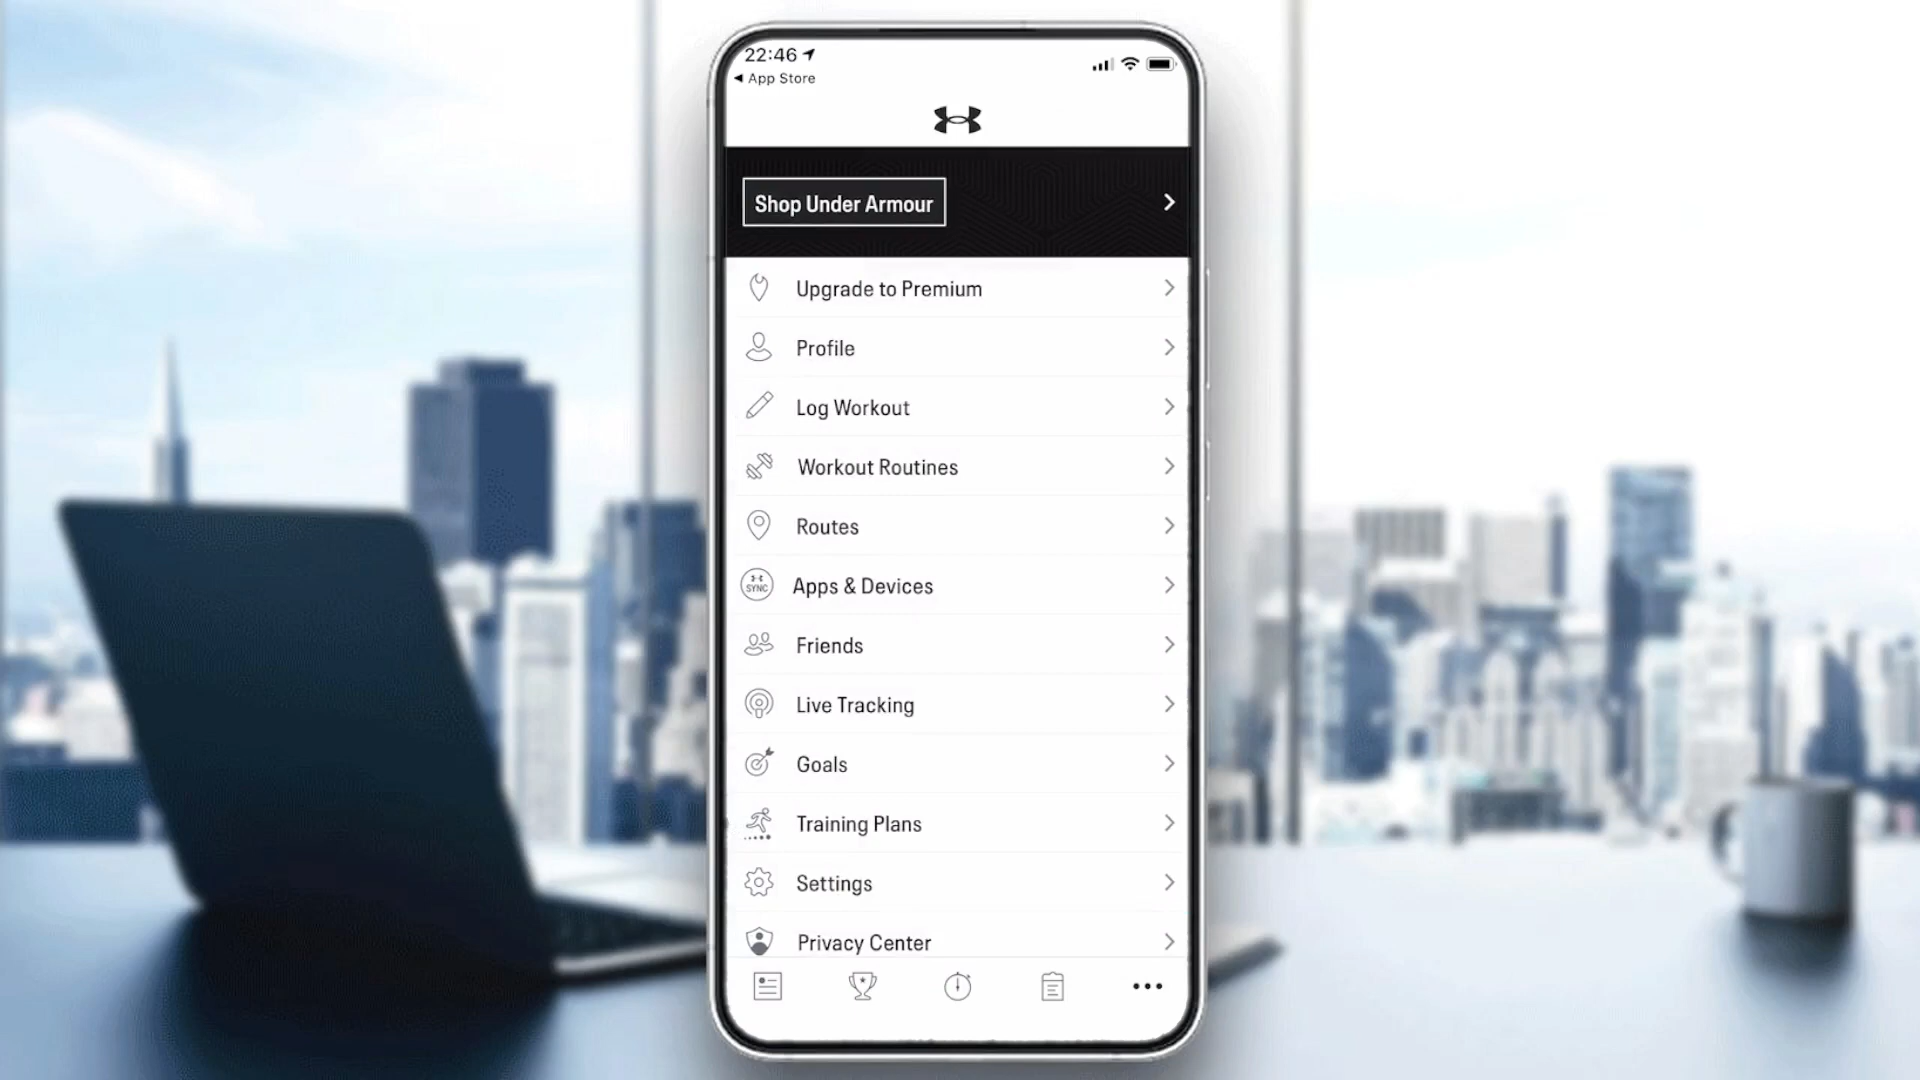 22:46
App Store
Shop Under Armour
Upgrade to Premium
Profile
Log Workout
Workout Routines
Routes
SYNC
Apps & Devices
Friends
Live Tracking
Goals
Training Plans
Settings
Privacy Center